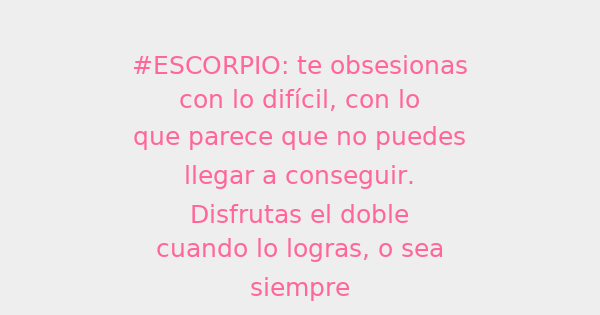 #ESCORPIO: te obsesionas
con lo difícil, con lo
que parece que no puedes
llegar a conseguir.
Disfrutas el doble
cuando lo logras, o sea
siempre